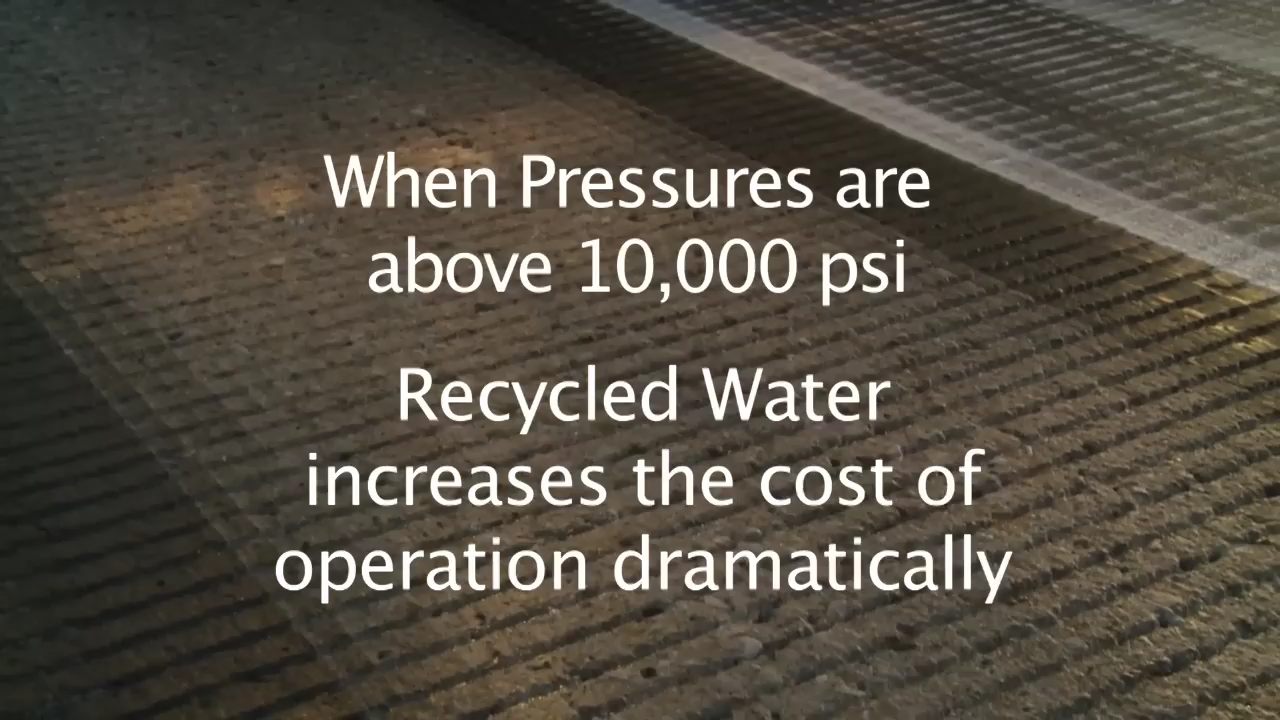 When Pressures are
above 10,000 psi
Recycled Water
increases the cost of
operation dramatically